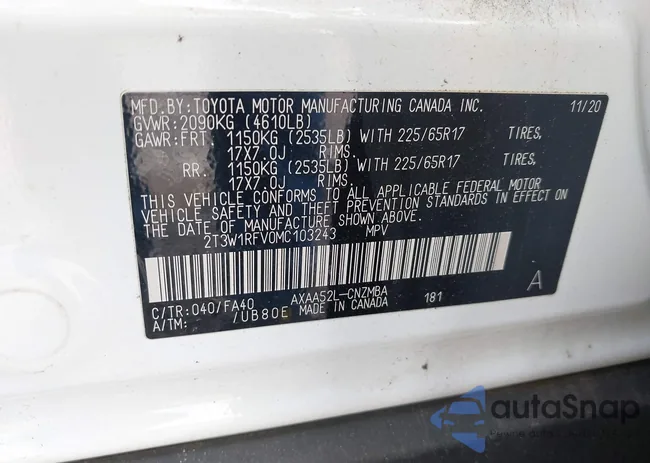 MFD.BY:TOYOTA MOTOR MANUFACTURING CANADA INC. 11/20
GVWR:2090KG (4610LB)
GAWR:FRT. 1150KG (2535LB) WITH 225/65R17 TIRES,
17X7.0J RIMS.
RR. 1150KG (2535LB) WITH 225/65R17 TIRES,
17X7.0J RIMS.
THIS VEHICLE CONFORMS TO ALL APPLICABLE FEDERAL MOTOR
VEHICLE SAFETY AND THEFT PREVENTION STANDARDS IN EFFECT ON
THE DATE OF MANUFACTURE SHOWN ABOVE.
2T3W1RFV0MC103243 MPV
C/TR:040/FA40 AXAA52L-CNZMBA 181 A
A/TM: /UB80E MADE IN CANADA
autoSnap